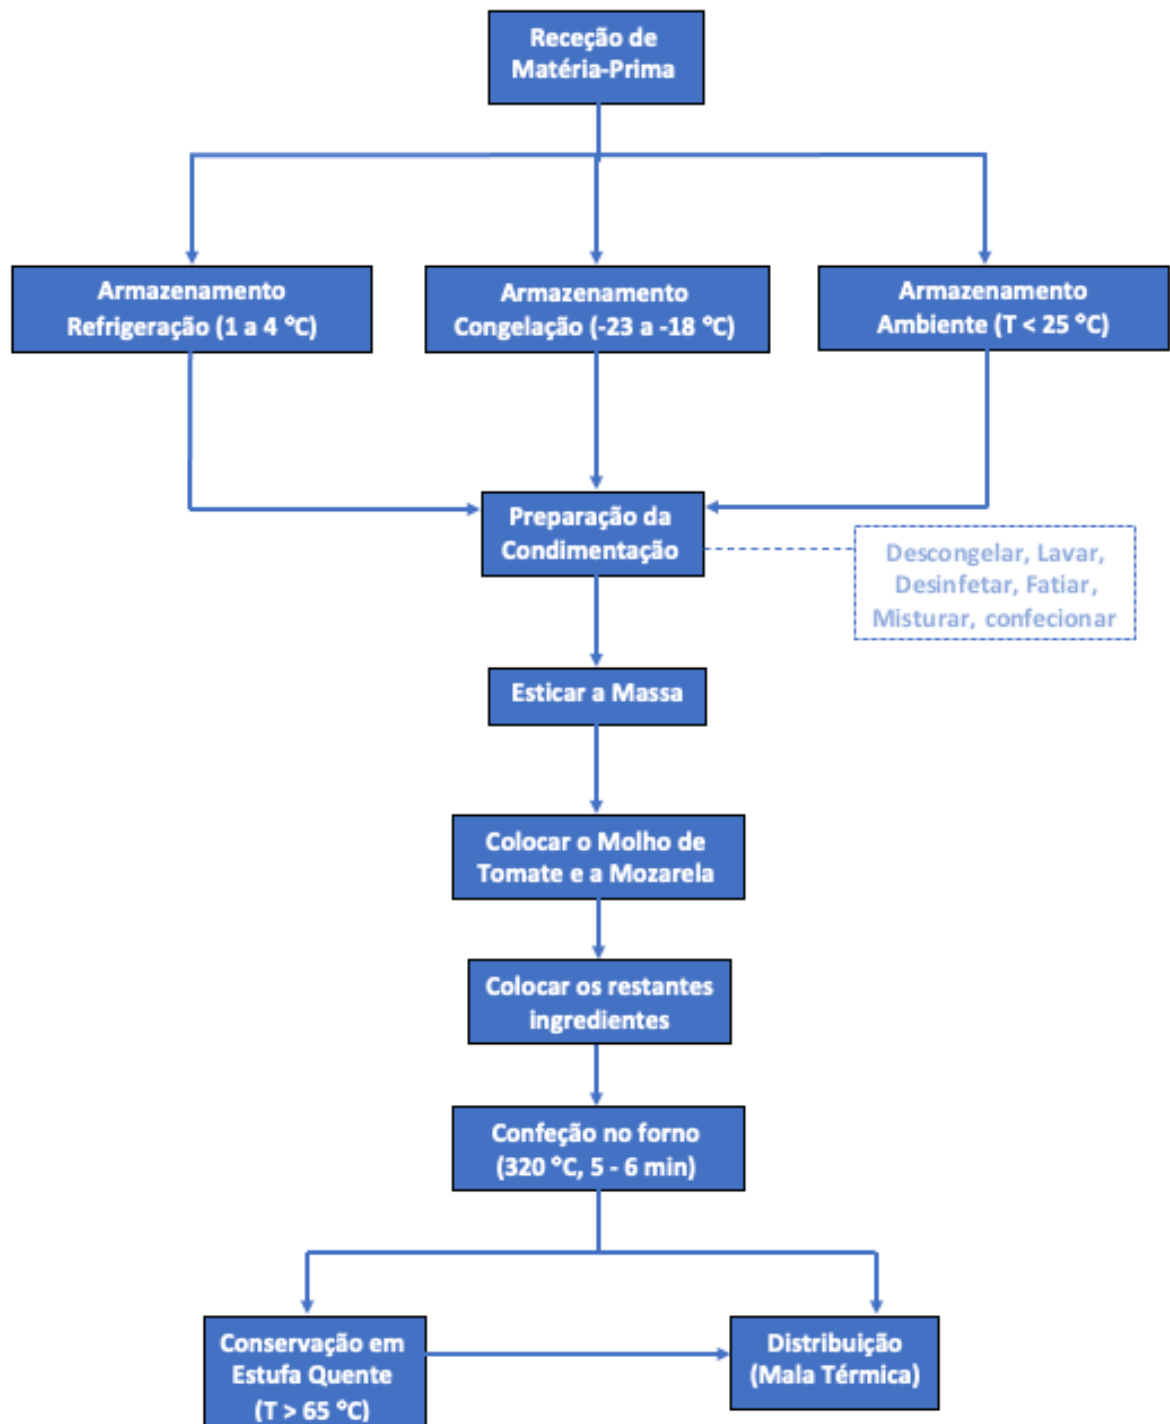 Receção de
Matéria-Prima
Armazenamento
Refrigeração (1 a 4 °C)
Armazenamento
Congelação (-23 a -18 °C)
Armazenamento
Ambiente (T < 25 °C)
Preparação da
Condimentação
Descongelar, Lavar,
Desinfetar, Fatiar,
Misturar, confecionar
Esticar a Massa
Colocar o Molho de
Tomate e a Mozarela
Colocar os restantes
ingredientes
Confeção no forno
(320 °C, 5 - 6 min)
Conservação em
Estufa Quente
(T > 65 °C)
Distribuição
(Mala Térmica)